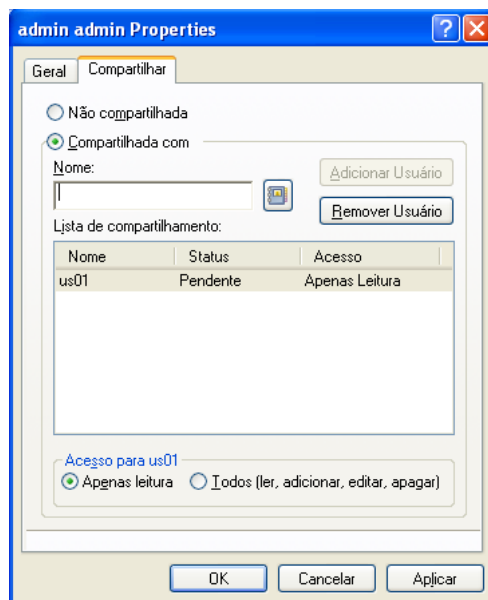 admin admin Properties
Geral Compartilhar
Não compartilhada
Compartilhada com
Nome:
Adicionar Usuário
Remover Usuário
Lista de compartilhamento:
Nome Status Acesso
us01 Pendente Apenas Leitura
Acesso para us01
Apenas leitura Todos (ler, adicionar, editar, apagar)
OK Cancelar Aplicar